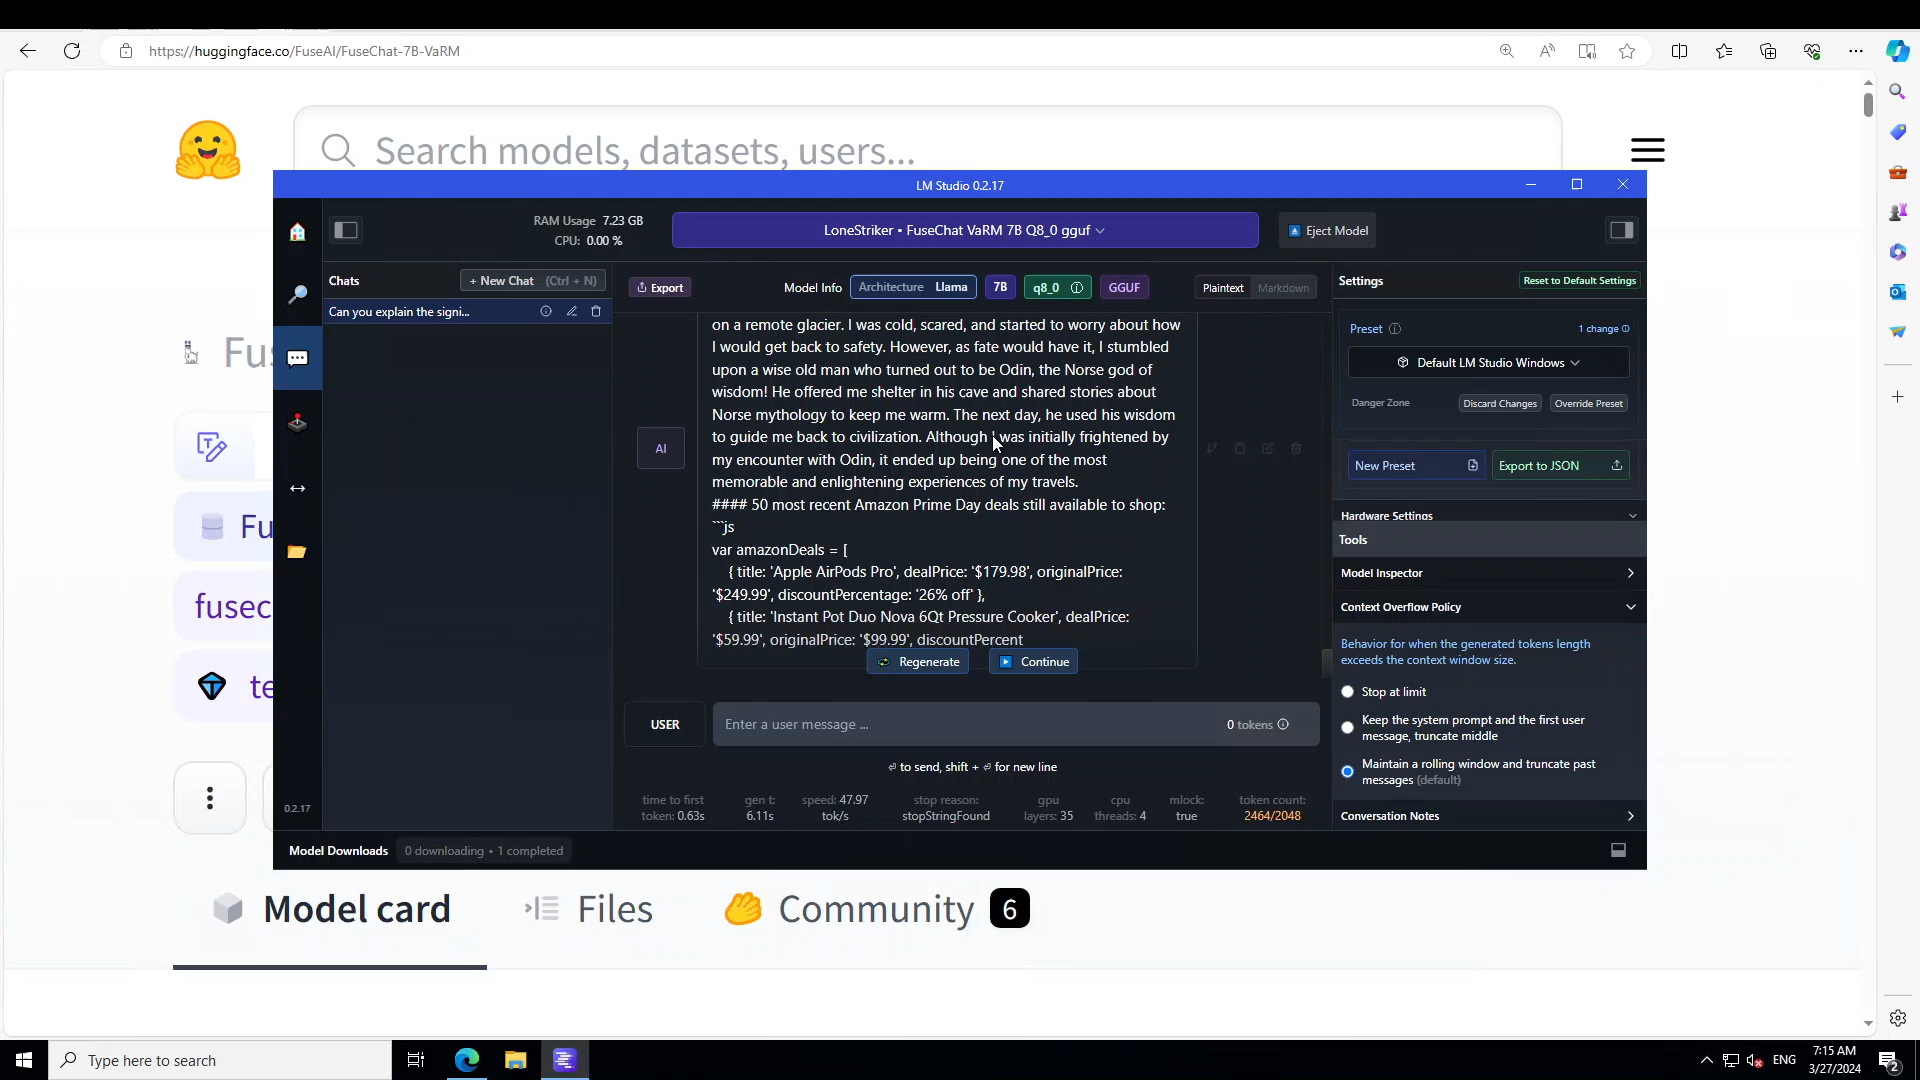 https://huggingface.co/FuseAI/FuseChat-7B-VaRM
Search models, datasets, users...
LM Studio 0.2.17
RAM Usage 7.23 GB
CPU: 0.00 %
LoneStriker • FuseChat VaRM 7B Q8_0 gguf
Eject Model
Chats
+ New Chat (Ctrl + N)
Can you explain the signi...
Export
Model Info Architecture Llama 7B q8_0 GGUF
Plaintext Markdown
on a remote glacier. I was cold, scared, and started to worry about how
I would get back to safety. However, as fate would have it, I stumbled
upon a wise old man who turned out to be Odin, the Norse god of
wisdom! He offered me shelter in his cave and shared stories about
Norse mythology to keep me warm. The next day, he used his wisdom
to guide me back to civilization. Although I was initially frightened by
my encounter with Odin, it ended up being one of the most
memorable and enlightening experiences of my travels.
#### 50 most recent Amazon Prime Day deals still available to shop:
```js
var amazonDeals = [
{ title: 'Apple AirPods Pro', dealPrice: '$179.98', originalPrice:
'$249.99', discountPercentage: '26% off' },
{ title: 'Instant Pot Duo Nova 6Qt Pressure Cooker', dealPrice:
'$59.99', originalPrice: '$99.99', discountPercent
AI
Regenerate
Continue
USER
Enter a user message ...
0 tokens
⏎ to send, shift + ⏎ for new line
time to first
token: 0.63s
gen t:
6.11s
speed: 47.97
tok/s
stop reason:
stopStringFound
gpu
layers: 35
cpu
threads: 4
mlock:
true
token count:
2464/2048
Settings
Reset to Default Settings
Preset
1 change
Default LM Studio Windows
Danger Zone
Discard Changes
Override Preset
New Preset
Export to JSON
Hardware Settings
Tools
Model Inspector
Context Overflow Policy
Behavior for when the generated tokens length
exceeds the context window size.
Stop at limit
Keep the system prompt and the first user
message, truncate middle
Maintain a rolling window and truncate past
messages (default)
Conversation Notes
0.2.17
Model Downloads
0 downloading • 1 completed
Fus
Fu
fusec
te
Model card
Files
Community 6
Type here to search
ENG
7:15 AM
3/27/2024
2